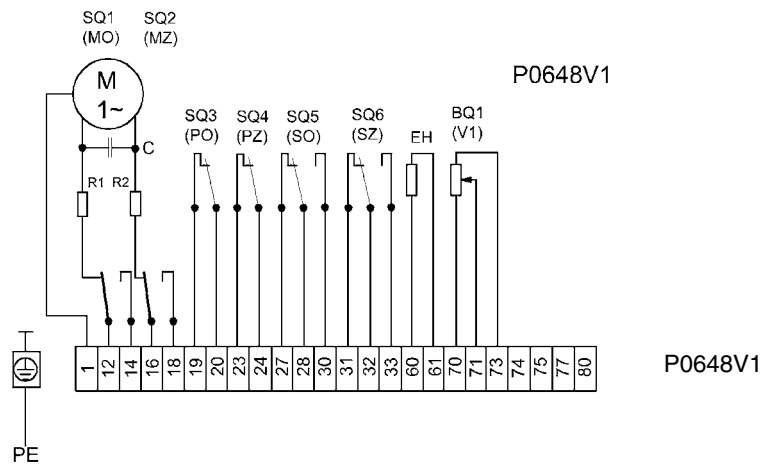 SQ1 SQ2
(MO) (MZ)
P0648V1
M
1~
SQ3 SQ4 SQ5 SQ6 BQ1
(PO) (PZ) (SO) (SZ) EH (V1)
C
R1 R2
1 12 14 16 18 19 20 23 24 27 28 30 31 32 33 60 61 70 71 73 74 75 77 80
P0648V1
PE